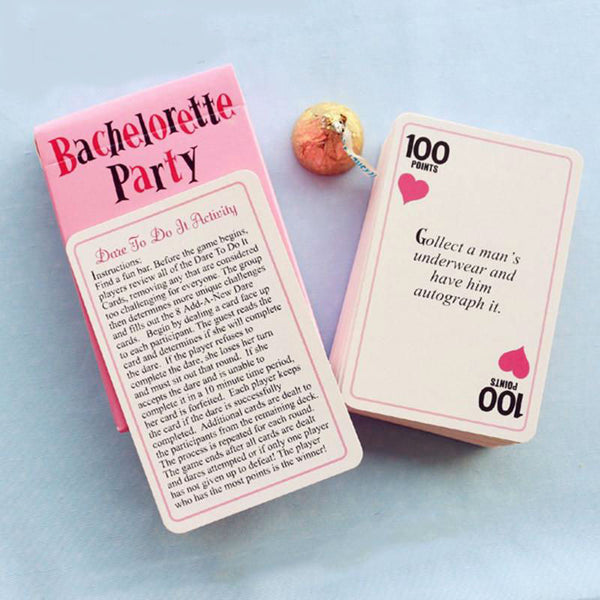 Bachelorette
Party
Dare To Do It Activity
Instructions:
Find a fun bar. Before the game begins,
players review all of the Dare To Do It
Cards, removing any that are considered
too challenging for everyone. The group
then determines more unique challenges
and fills out the 8 Add-A-New Dare
cards. Begin by dealing a card face up
to each participant. The guest reads the
card and determines if she will complete
the dare. If the player refuses to
complete the dare, she loses her turn
and must sit out that round. If she
accepts the dare and is unable to
complete it in a 10 minute time period,
her card is forfeited. Each player keeps
the card if the dare is successfully
completed. Additional cards are dealt to
the participants from the remaining deck.
The process is repeated for each round.
The game ends after all cards are dealt
and dares attempted or if only one player
has not given up to defeat! The player
who has the most points is the winner!
100
POINTS
Gollect a man's
underwear and
have him
autograph it.
100
POINTS